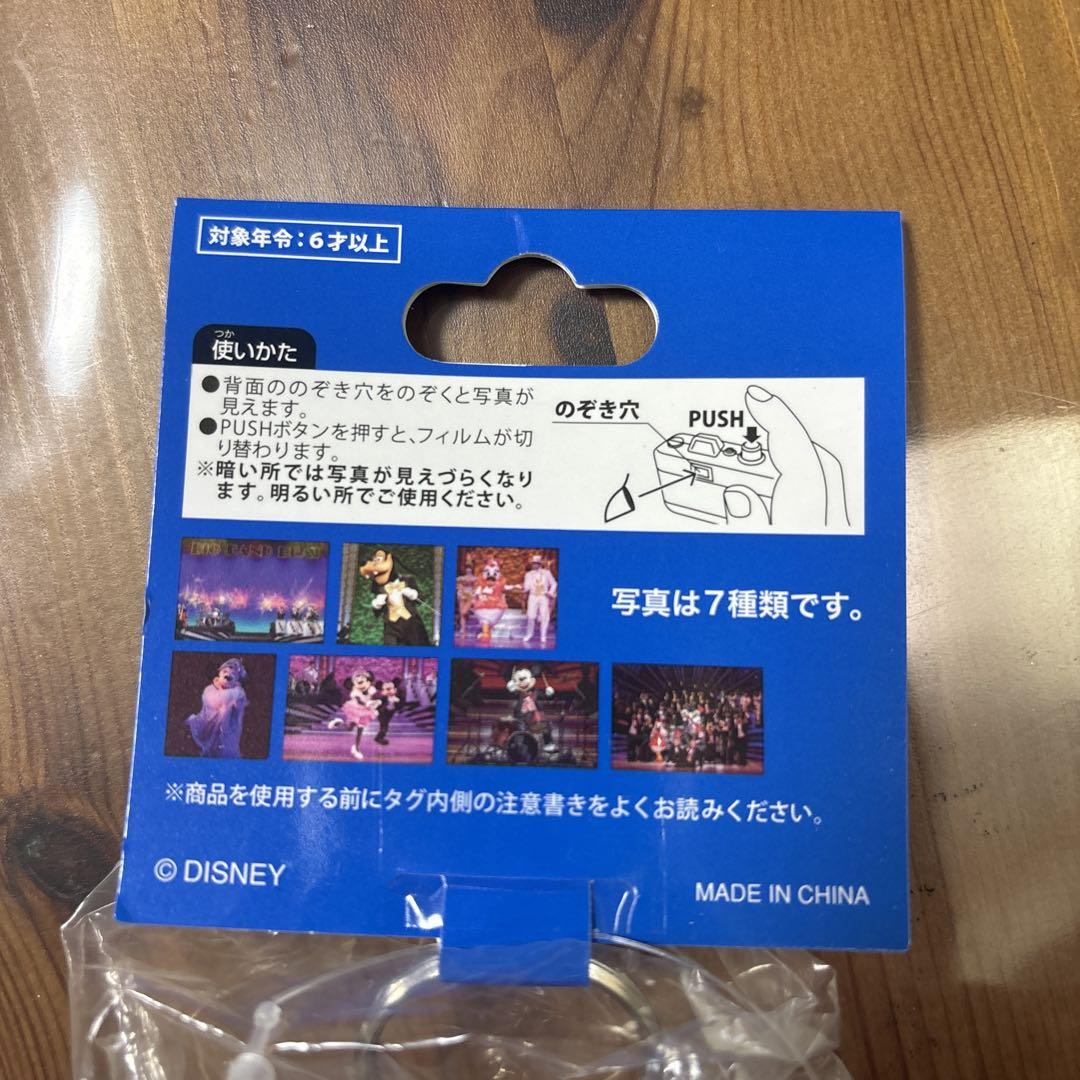 対象年令：6才以上
つか
使いかた
●背面ののぞき穴をのぞくと写真が
見えます。
●PUSHボタンを押すと、フィルムが切
り替わります。
※暗い所では写真が見えづらくなり
ます。明るい所でご使用ください。
のぞき穴
PUSH
BIG BAND BEAT
写真は7種類です。
※商品を使用する前にタグ内側の注意書きをよくお読みください。
© DISNEY
MADE IN CHINA